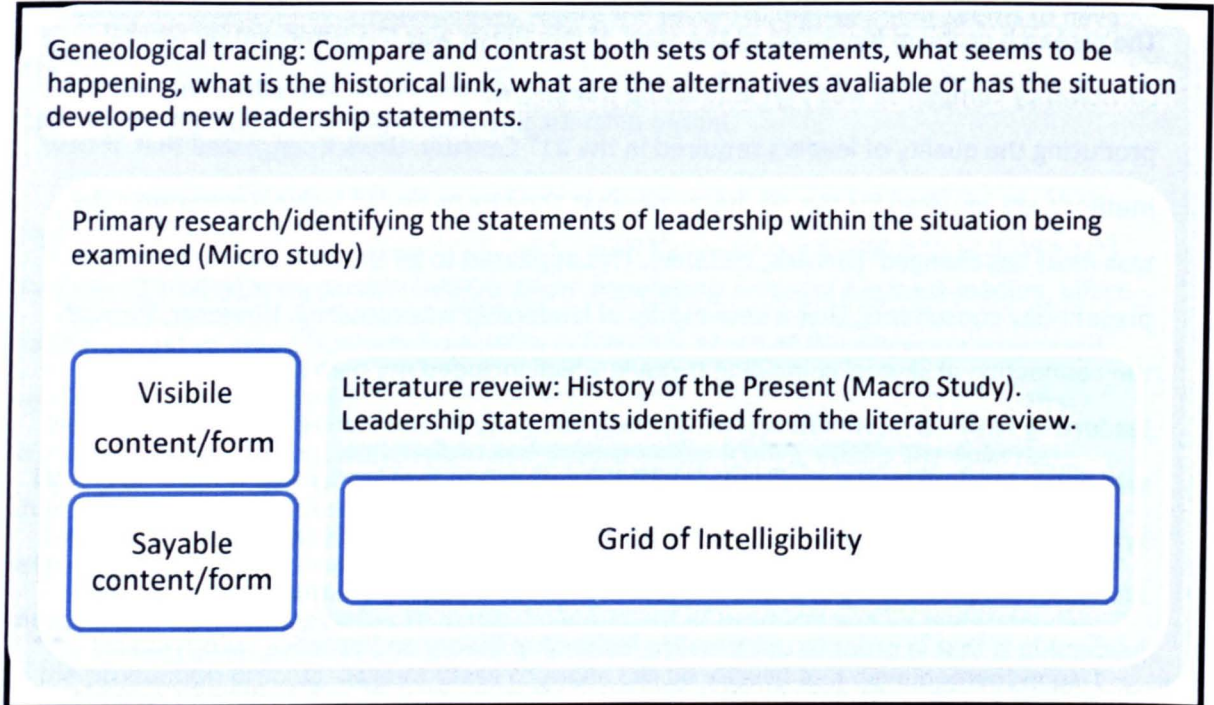 Geneological tracing: Compare and contrast both sets of statements, what seems to be
happening, what is the historical link, what are the alternatives avaliable or has the situation
developed new leadership statements.
Primary research/identifying the statements of leadership within the situation being
examined (Micro study)
Visibile
content/form
Literature reveiw: History of the Present (Macro Study).
Leadership statements identified from the literature review.
Sayable
content/form
Grid of Intelligibility